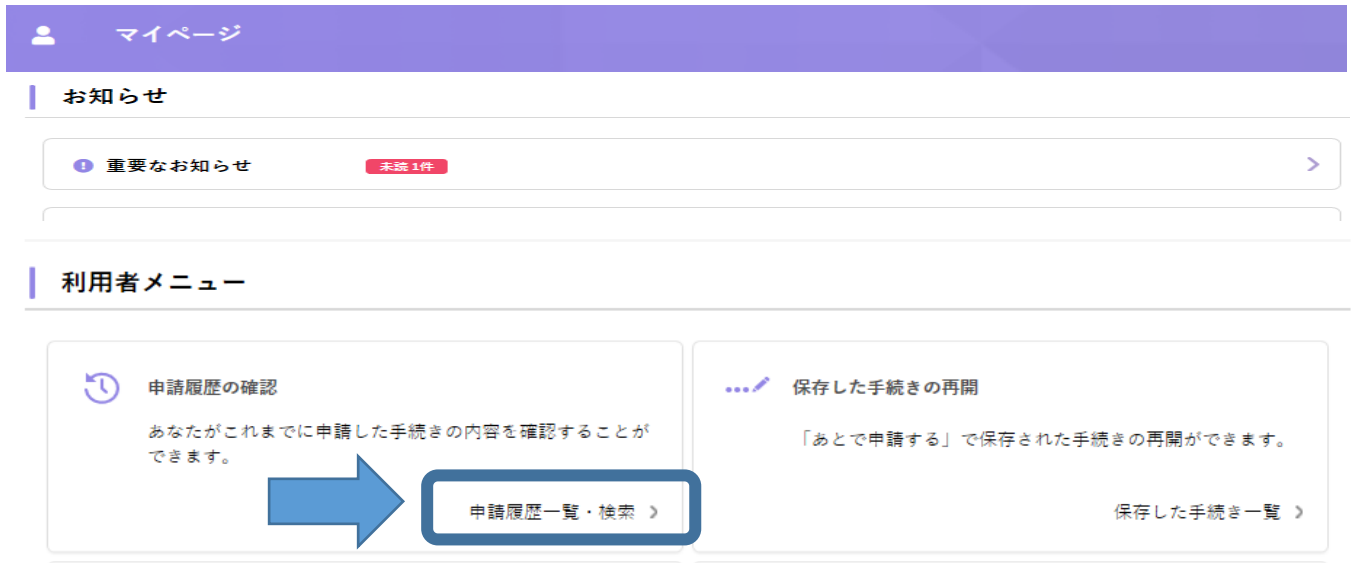 マイページ
お知らせ
重要なお知らせ
未読1件
利用者メニュー
申請履歴の確認
あなたがこれまでに申請した手続きの内容を確認することが
できます。
申請履歴一覧・検索
保存した手続きの再開
「あとで申請する」で保存された手続きの再開ができます。
保存した手続き一覧